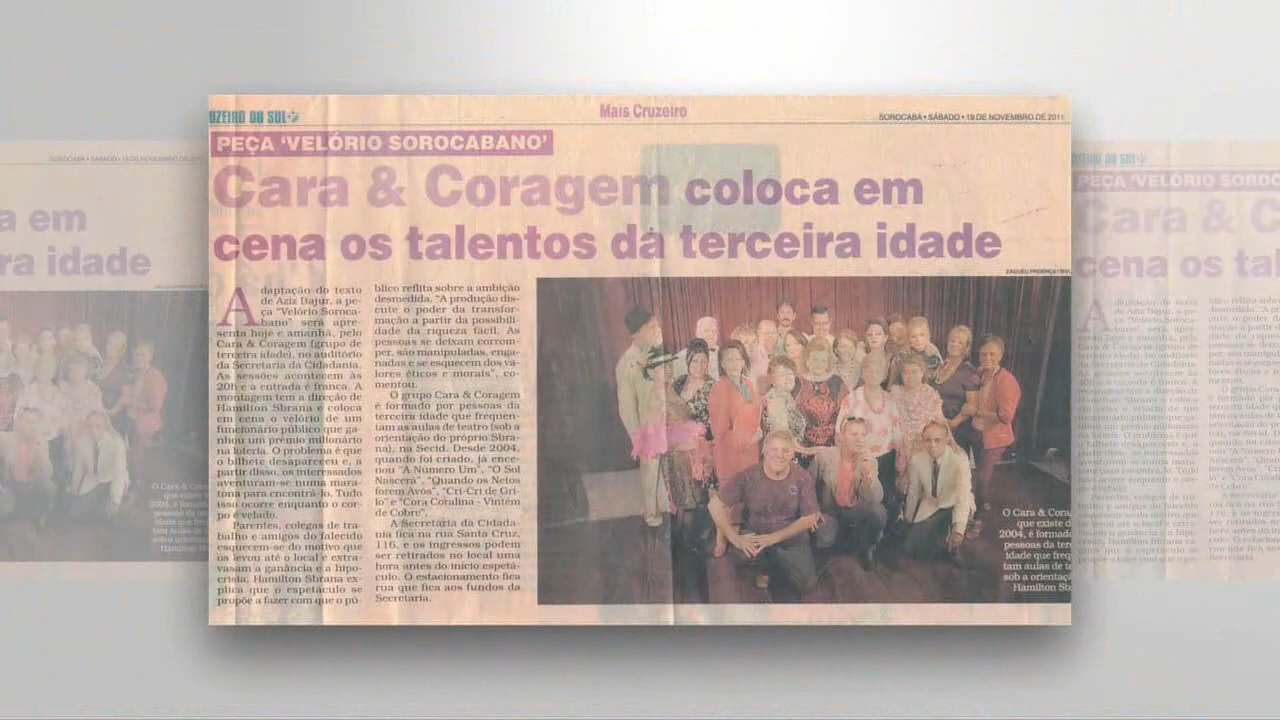 UZEIRO DO SUL
Mais Cruzeiro
SOROCABA • SÁBADO • 19 DE NOVEMBRO DE 2011
PEÇA 'VELÓRIO SOROCABANO'
Cara & Coragem coloca em
cena os talentos da terceira idade
ZAQUEU PROENÇA /
Adaptação do texto
de Aziz Bajur, a pe-
ça "Velório Soroca-
bano" será apre-
senta hoje e amanhã, pelo
Cara & Coragem (grupo de
terceira idade), no auditório
da Secretaria da Cidadania.
As sessões acontecem às
20h e a entrada é franca. A
montagem tem a direção de
Hamilton Sbrana e coloca
em cena o velório de um
funcionário público que ga-
nhou um prêmio milionário
na loteria. O problema é que
o bilhete desapareceu e, a
partir disso, os interessados
aventuram-se numa mara-
tona para encontrá-lo. Tudo
isso ocorre enquanto o cor-
po é velado.
Parentes, colegas de tra-
balho e amigos do falecido
esquecem-se do motivo que
os levou até o local e extra-
vasam a ganância e a hipo-
crisia. Hamilton Sbrana ex-
plica que o espetáculo se
propõe a fazer com que o pú-
blico reflita sobre a ambição
desmedida. "A produção dis-
cute o poder da transfor-
mação a partir da possibili-
dade da riqueza fácil. As
pessoas se deixam corrom-
per, são manipuladas, enga-
nadas e se esquecem dos va-
lores éticos e morais", co-
mentou.
O grupo Cara & Coragem
é formado por pessoas da
terceira idade que frequen-
tam as aulas de teatro (sob a
orientação do próprio Sbra-
na), na Secid. Desde 2004,
quando foi criado, já ence-
nou "A Número Um", "O Sol
Nascerá", "Quando os Netos
forem Avós", "Cri-Cri de Gri-
lo" e "Cora Coralina - Vintém
de Cobre".
A Secretaria da Cidada-
nia fica na rua Santa Cruz,
116, e os ingressos podem
ser retirados no local uma
hora antes do início espetá-
culo. O estacionamento fica
rua que fica aos fundos da
Secretaria.
O Cara & Cora
que existe d
2004, é formado
pessoas da ter
idade que freq
tam aulas de te
sob a orientaç
Hamilton Sb